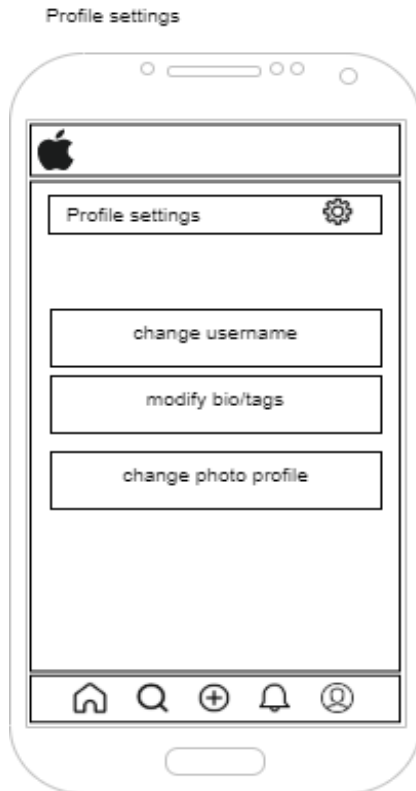 Profile settings
Profile settings
change username
modify bio/tags
change photo profile